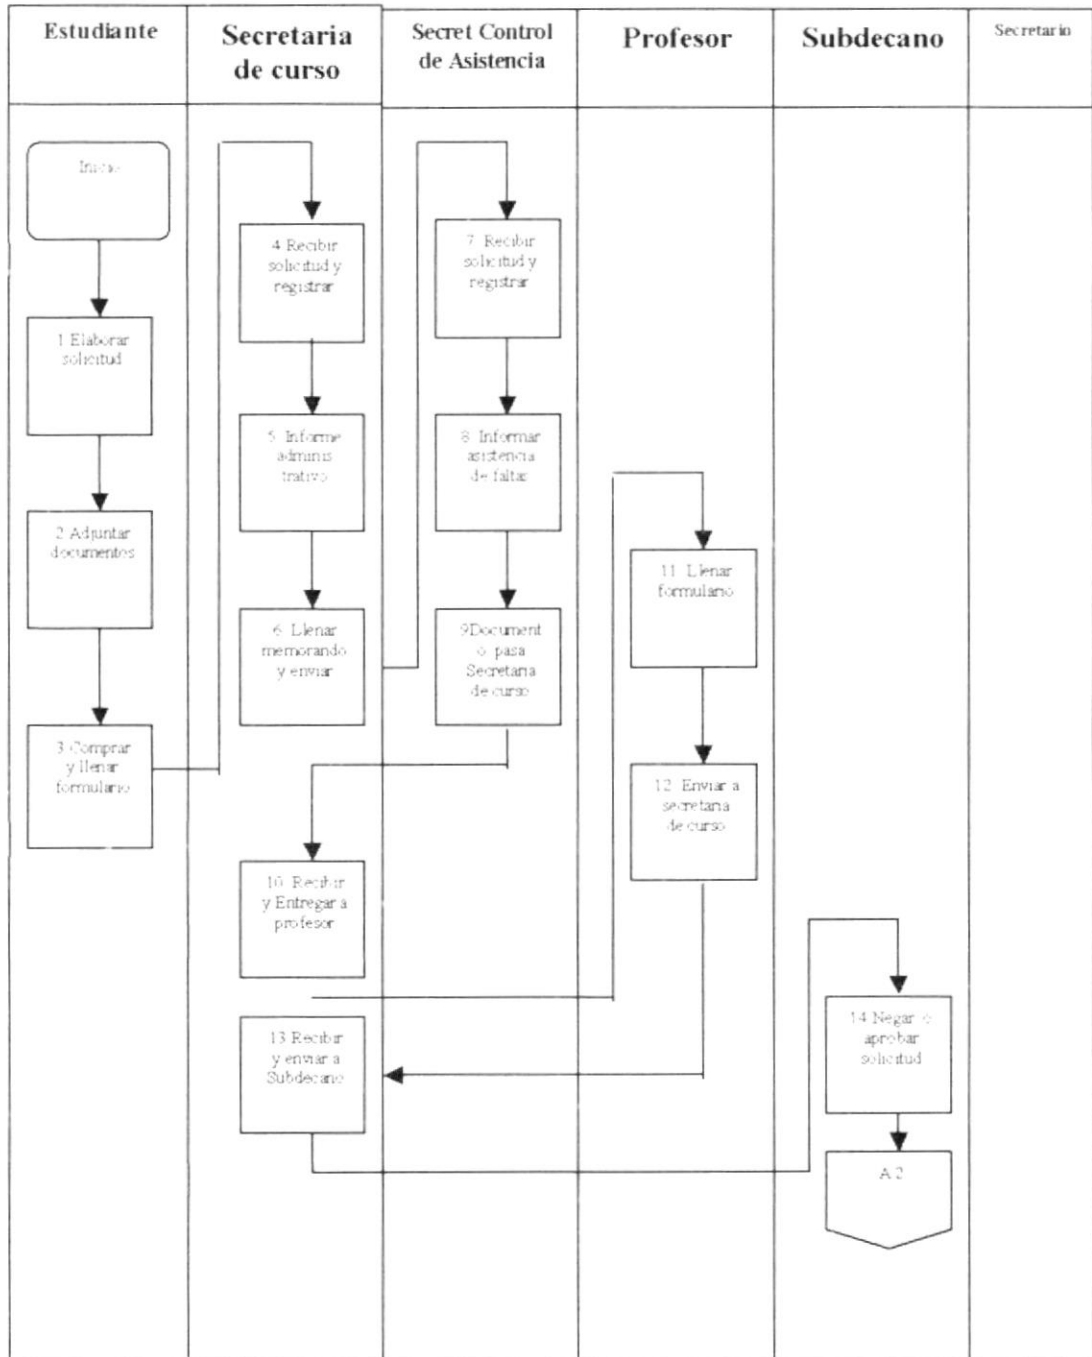 Estudiante
Secretaria
de curso
Secret Control
de Asistencia
Profesor
Subdecano
Secretario
Inicio
1 Elaborar
solicitud
2 Adjuntar
documentos
3 Comprar
y llenar
formulario
4 Recibir
solicitud y
registrar
5 Informe
adminis
trativo
6 Llenar
memorando
y enviar
7 Recibir
solicitud y
registrar
8 Informar
asistencia
de faltar
9Document
o pasa
Secretaria
de curso
10 Recibir
y Entregar a
profesor
11 Llenar
formulario
12 Enviar a
secretaria
de curso
13 Recibir
y enviar a
Subdecano
14 Negar o
aprobar
solicitud
A 2